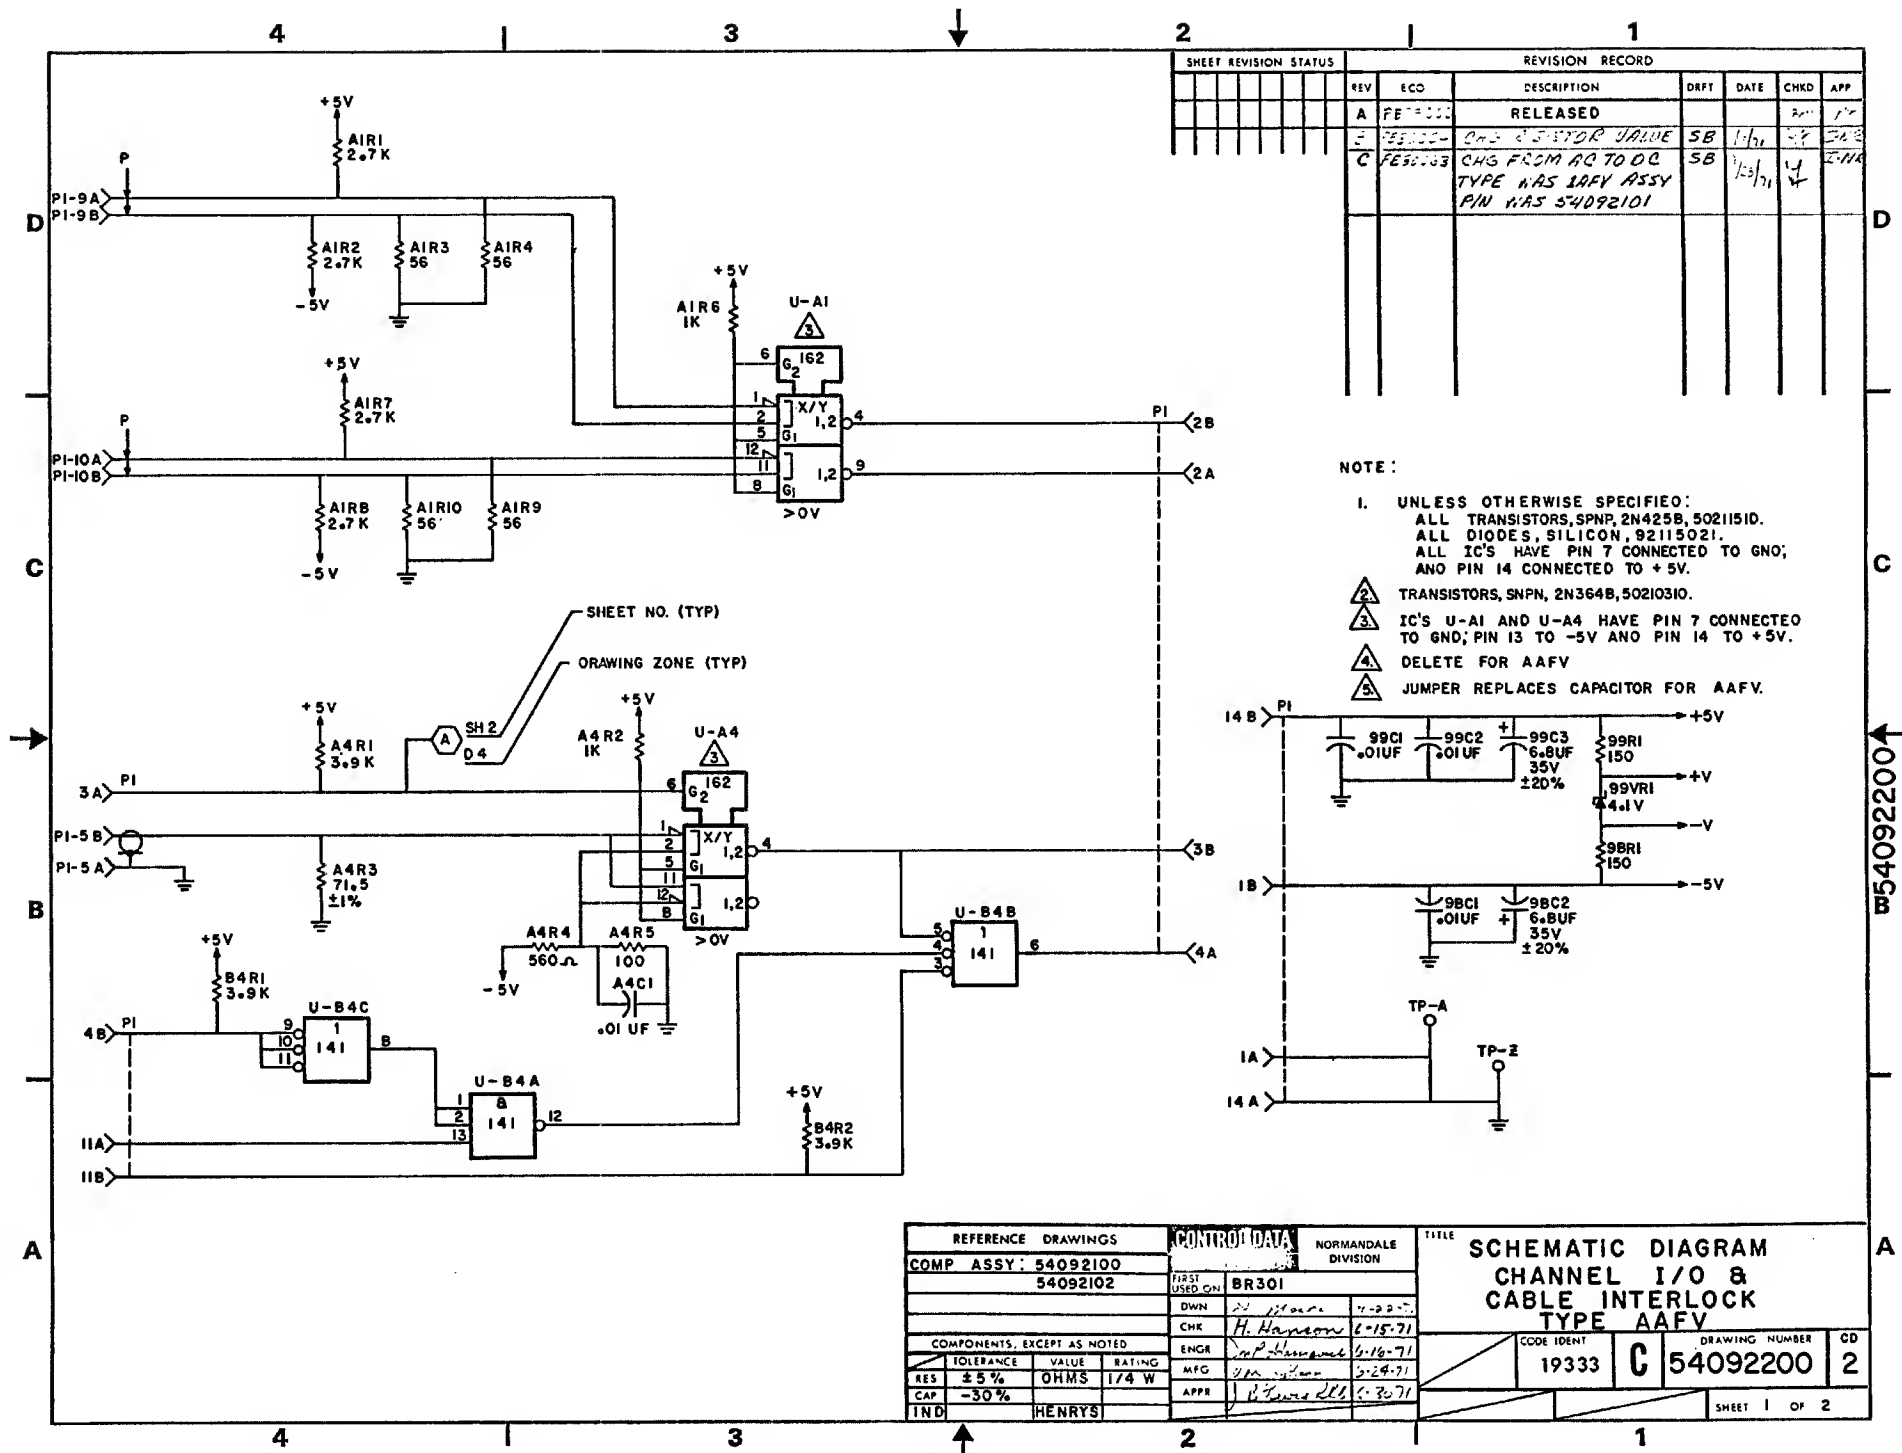 4 3 2 1
SHEET REVISION STATUS
REVISION RECORD
REV ECO DESCRIPTION DRFT DATE CHKD APP
A RELEASED
CHG RESISTOR VALUE SB
C CHG FROM AC TO DC SB
TYPE WAS 1AFV ASSY
P/N WAS 54092101
D
D
+5V
A1R1
2.7K
P
P1-9A
P1-9B
A1R2
2.7K
-5V
A1R3
56
A1R4
56
+5V
A1R6
1K
U-A1
3
6 G2 162
1 X/Y
2 1,2 4
5 G1
12
11 1,2 9
8 G1
>0V
+5V
A1R7
2.7K
P
P1-10A
P1-10B
A1R8
2.7K
-5V
A1R10
56
A1R9
56
P1
2B
2A
NOTE:
1. UNLESS OTHERWISE SPECIFIED:
ALL TRANSISTORS, SPNP, 2N425B, 50211510.
ALL DIODES, SILICON, 92115021.
ALL IC'S HAVE PIN 7 CONNECTED TO GND;
AND PIN 14 CONNECTED TO +5V.
2. TRANSISTORS, SNPN, 2N364B, 50210310.
3. IC'S U-A1 AND U-A4 HAVE PIN 7 CONNECTED
TO GND; PIN 13 TO -5V AND PIN 14 TO +5V.
4. DELETE FOR AAFV
5. JUMPER REPLACES CAPACITOR FOR AAFV.
C
C
SHEET NO. (TYP)
DRAWING ZONE (TYP)
A SH 2
D4
+5V
A4R1
3.9K
3A P1
+5V
A4R2
1K
U-A4
3
6 G2 162
1 X/Y
2 1,2 4
5 G1
11
12 1,2
8 G1
>0V
P1-5B
P1-5A
A4R3
71.5
±1%
A4R4
560Ω
-5V
A4R5
100
A4C1
.01 UF
3B
U-B4B
5 1
4 141 6
3
4A
+5V
B4R1
3.9K
4B P1
U-B4C
9 1
10 141 8
11
U-B4A
1 &
2 141 12
13
11A
11B
+5V
B4R2
3.9K
14B P1
+5V
99C1
.01UF
99C2
.01UF
+ 99C3
6.8UF
35V
±20%
99R1
150
+V
99VR1
4.1V
-V
98R1
150
1B
-5V
98C1
.01UF
98C2
+ 6.8UF
35V
±20%
TP-A
1A
TP-Z
14A
B
B
54092200
A
A
REFERENCE DRAWINGS
COMP ASSY: 54092100
54092102
COMPONENTS, EXCEPT AS NOTED
TOLERANCE VALUE RATING
RES ±5% OHMS 1/4 W
CAP -30%
IND HENRYS
CONTROL DATA
NORMANDALE
DIVISION
FIRST USED ON BR301
DWN
CHK H. Hanson 6-15-71
ENGR 6-16-71
MFG
APPR
TITLE
SCHEMATIC DIAGRAM
CHANNEL I/O &
CABLE INTERLOCK
TYPE AAFV
CODE IDENT
19333
C
DRAWING NUMBER
54092200
CD
2
SHEET 1 OF 2
4 3 2 1